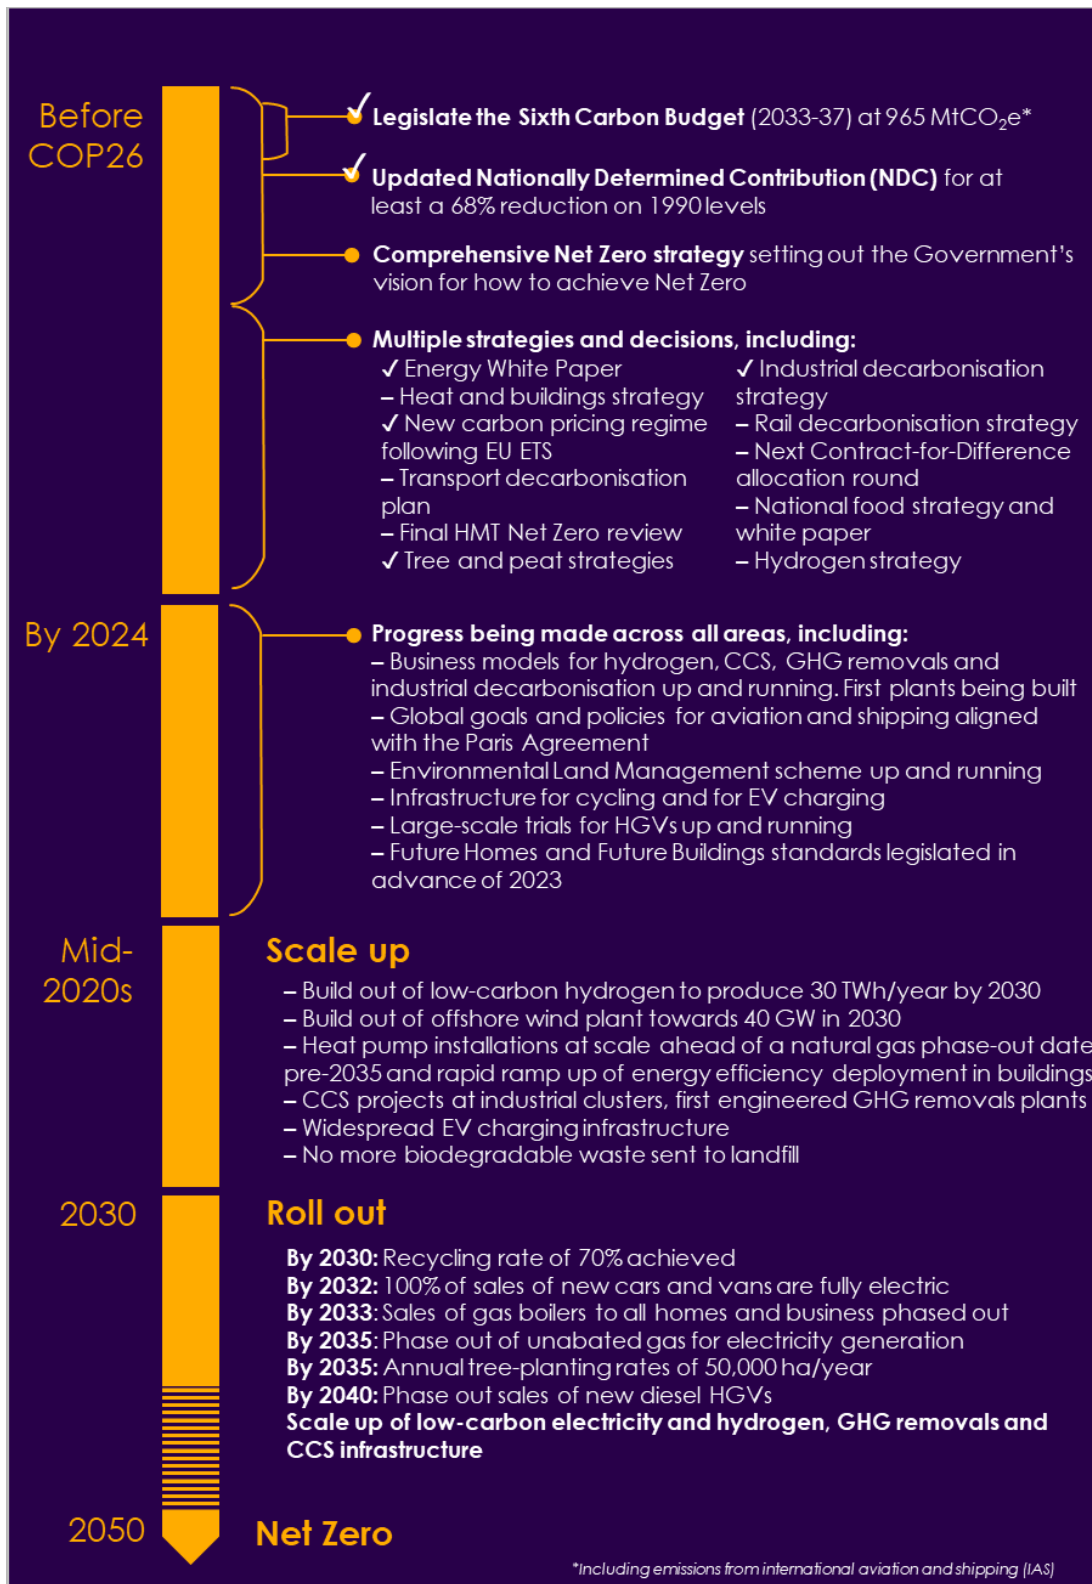 Before
COP26
✓ Legislate the Sixth Carbon Budget (2033-37) at 965 MtCO₂e*
✓ Updated Nationally Determined Contribution (NDC) for at
least a 68% reduction on 1990 levels
Comprehensive Net Zero strategy setting out the Government's
vision for how to achieve Net Zero
Multiple strategies and decisions, including:
✓ Energy White Paper
– Heat and buildings strategy
✓ New carbon pricing regime
following EU ETS
– Transport decarbonisation
plan
– Final HMT Net Zero review
✓ Tree and peat strategies
✓ Industrial decarbonisation
strategy
– Rail decarbonisation strategy
– Next Contract-for-Difference
allocation round
– National food strategy and
white paper
– Hydrogen strategy
By 2024
Progress being made across all areas, including:
– Business models for hydrogen, CCS, GHG removals and
industrial decarbonisation up and running. First plants being built
– Global goals and policies for aviation and shipping aligned
with the Paris Agreement
– Environmental Land Management scheme up and running
– Infrastructure for cycling and for EV charging
– Large-scale trials for HGVs up and running
– Future Homes and Future Buildings standards legislated in
advance of 2023
Mid-
2020s
Scale up
– Build out of low-carbon hydrogen to produce 30 TWh/year by 2030
– Build out of offshore wind plant towards 40 GW in 2030
– Heat pump installations at scale ahead of a natural gas phase-out date
pre-2035 and rapid ramp up of energy efficiency deployment in buildings
– CCS projects at industrial clusters, first engineered GHG removals plants
– Widespread EV charging infrastructure
– No more biodegradable waste sent to landfill
2030
Roll out
By 2030: Recycling rate of 70% achieved
By 2032: 100% of sales of new cars and vans are fully electric
By 2033: Sales of gas boilers to all homes and business phased out
By 2035: Phase out of unabated gas for electricity generation
By 2035: Annual tree-planting rates of 50,000 ha/year
By 2040: Phase out sales of new diesel HGVs
Scale up of low-carbon electricity and hydrogen, GHG removals and
CCS infrastructure
2050
Net Zero
*Including emissions from international aviation and shipping (IAS)